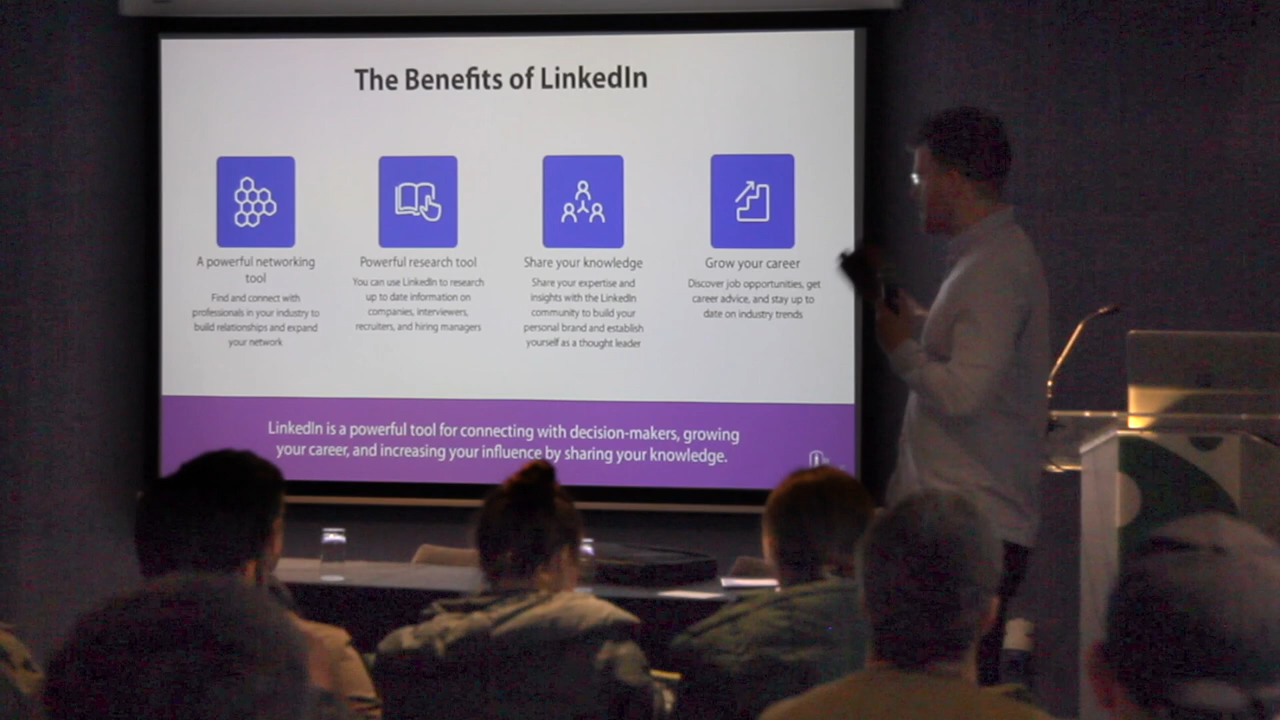 The Benefits of LinkedIn
A powerful networking
tool
Find and connect with
professionals in your industry to
build relationships and expand
your network
Powerful research tool
You can use LinkedIn to research
up to date information on
companies, interviewers,
recruiters, and hiring managers
Share your knowledge
Share your expertise and
insights with the LinkedIn
community to build your
personal brand and establish
yourself as a thought leader
Grow your career
Discover job opportunities, get
career advice, and stay up to
date on industry trends
LinkedIn is a powerful tool for connecting with decision-makers, growing
your career, and increasing your influence by sharing your knowledge.